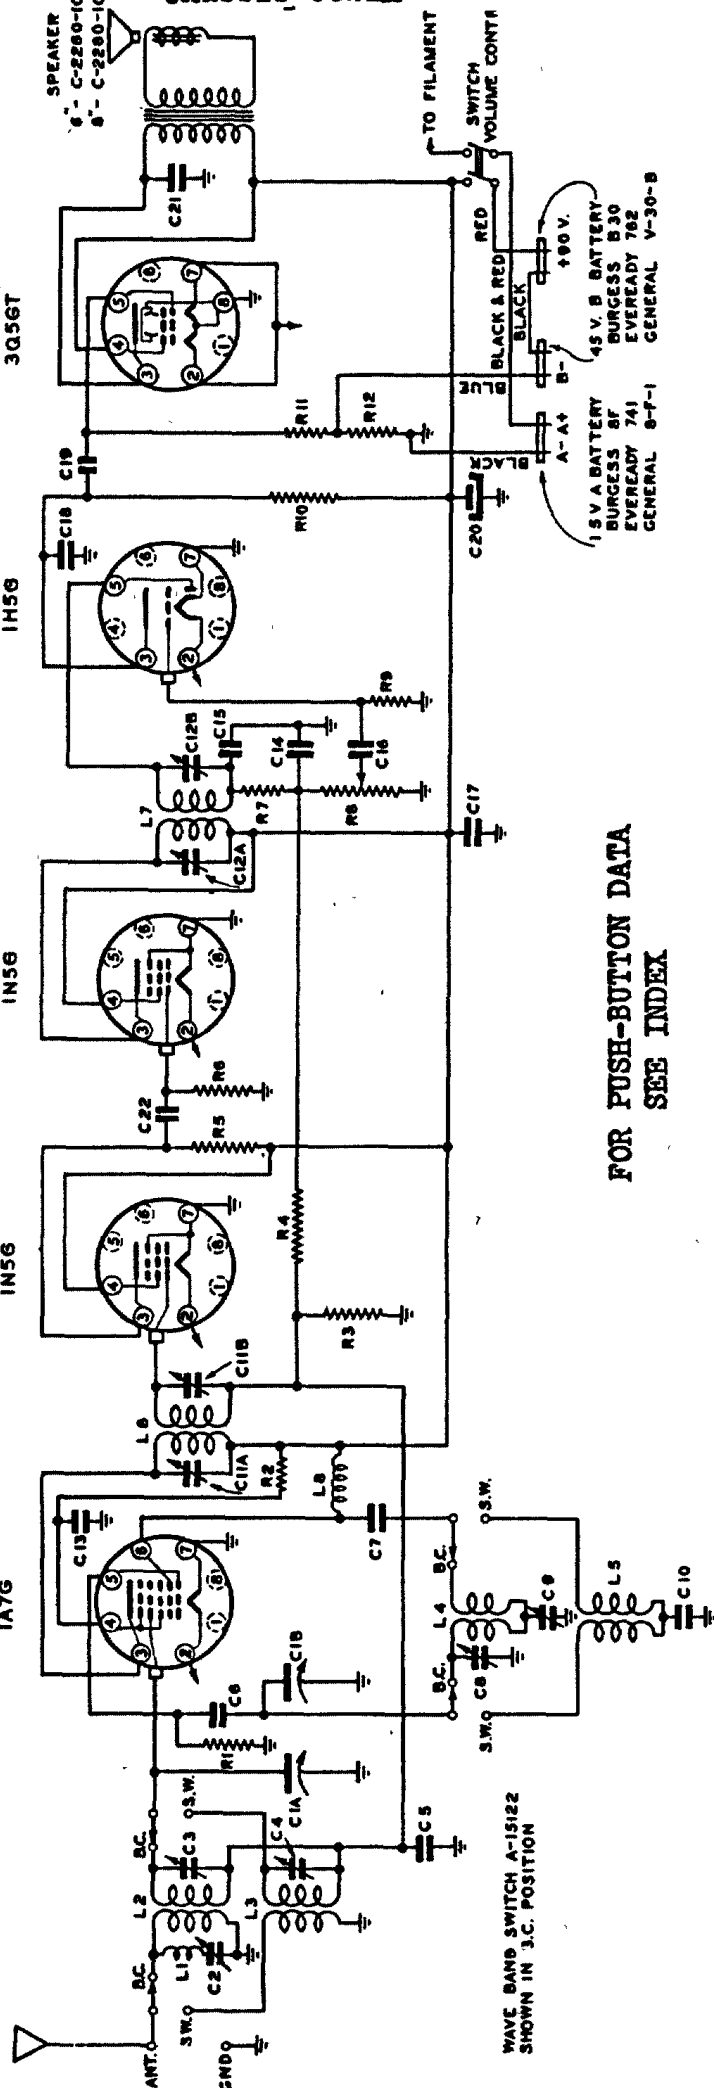 SPEAKER
6"- C-2280-10
8"- C-2280-10
3Q5GT
1H5G
1N5G
1N5G
1A7G
C21
TO FILAMENT
SWITCH
VOLUME CONT
RED
BLACK & RED
BLACK
BLUE
BLACK
+90 V.
B-
A- A+
45 V. B BATTERY
BURGESS B30
EVEREADY 762
GENERAL V-30-B
1 5 V A BATTERY
BURGESS 8F
EVEREADY 741
GENERAL 8-F-1
C19
C18
R11
R12
R10
C20
R9
C12B
C15
C14
C16
L7
R7
R8
C12A
C17
C22
R6
R5
R4
R3
C11B
L6
C11A
R2
L8
C13
C7
B.C.
S.W.
L4
C9
L5
C10
B.C.
C8
S.W.
C6
C1B
R1
C1A
B.C.
S.W.
C3
C4
C5
L2
L3
L1
C2
B.C.
S.W.
ANT.
GND
WAVE BAND SWITCH A-15122
SHOWN IN B.C. POSITION
FOR PUSH-BUTTON DATA
SEE INDEX